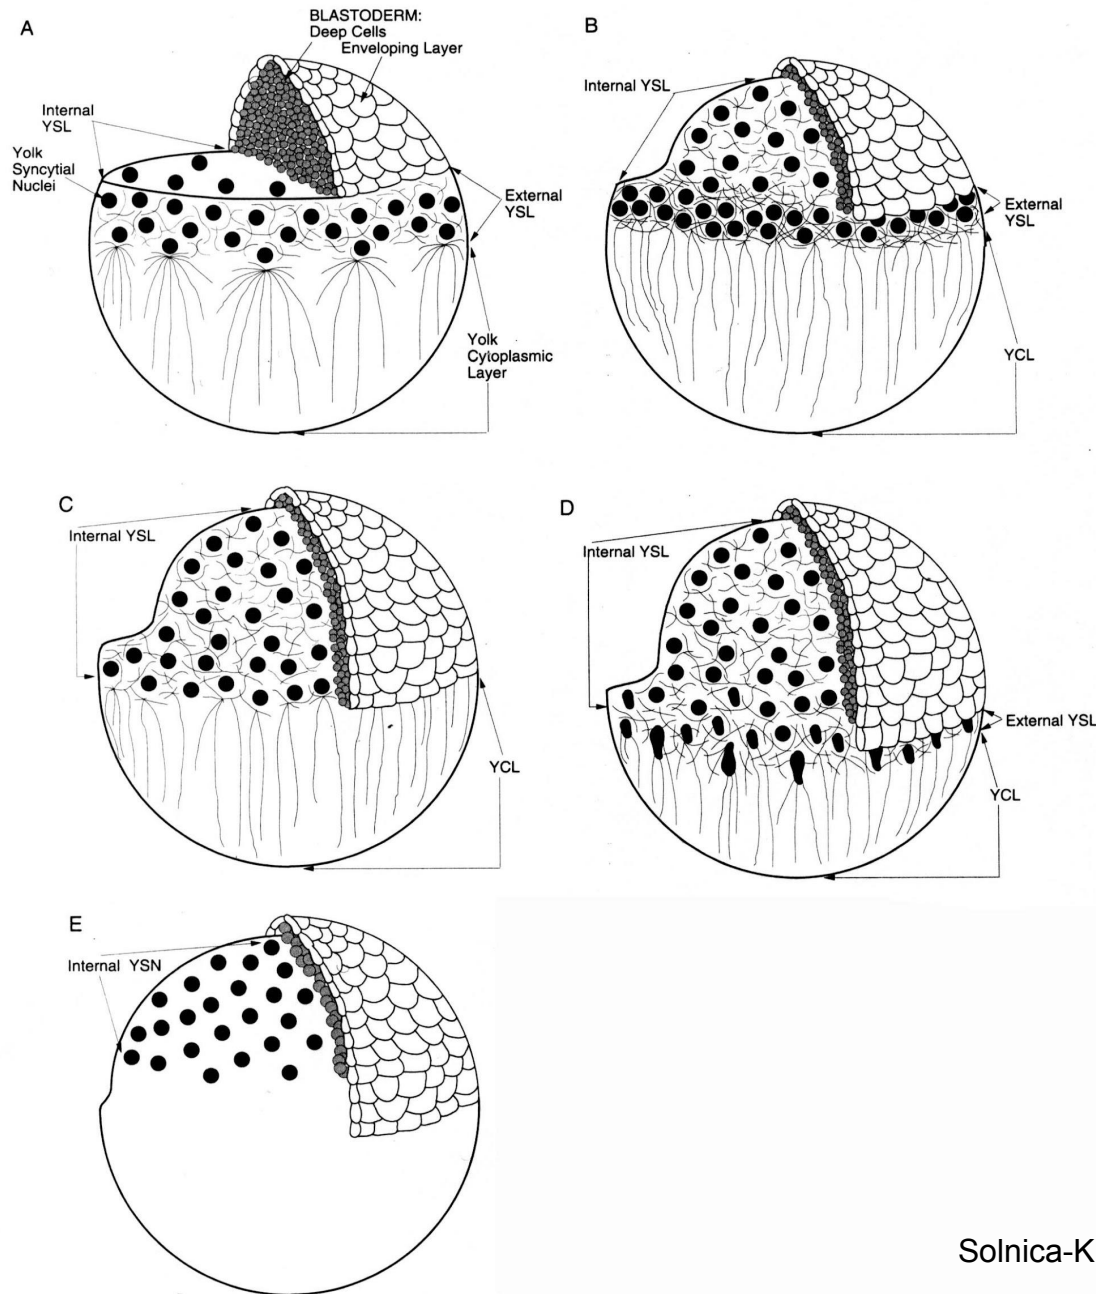 A
BLASTODERM:
Deep Cells
Enveloping Layer
Internal
YSL
Yolk
Syncytial
Nuclei
External
YSL
Yolk
Cytoplasmic
Layer
B
Internal YSL
External
YSL
YCL
C
Internal YSL
YCL
D
Internal YSL
External YSL
YCL
E
Internal YSN
Solnica-K